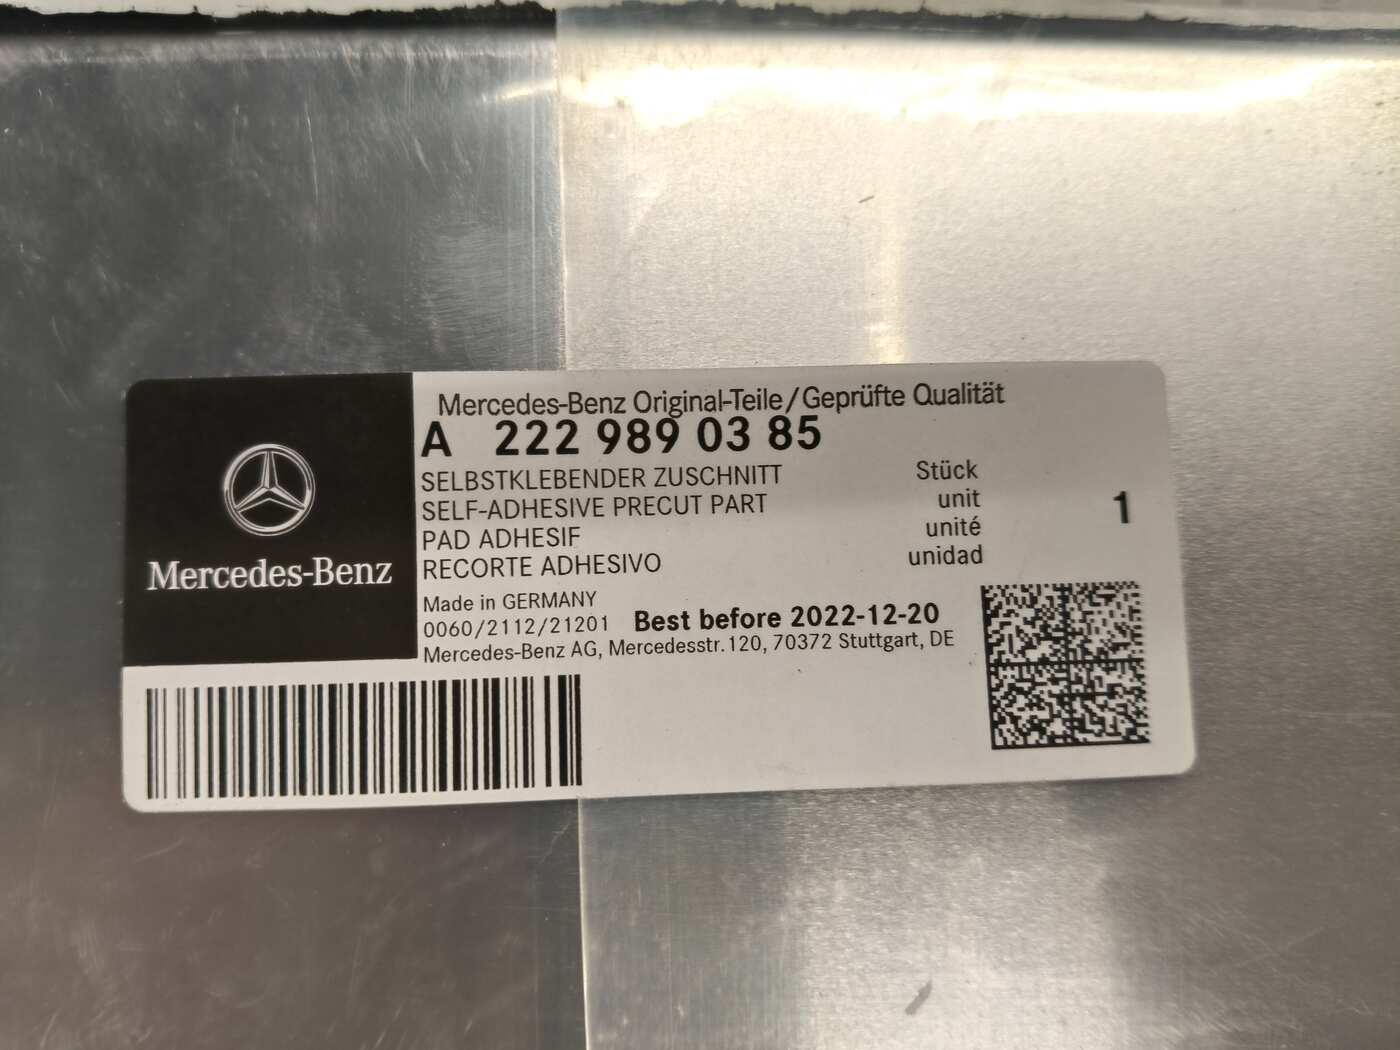 Mercedes-Benz Original-Teile/Geprüfte Qualität
A 222 989 03 85
SELBSTKLEBENDER ZUSCHNITT Stück
SELF-ADHESIVE PRECUT PART unit 1
PAD ADHESIF unité
RECORTE ADHESIVO unidad
Mercedes-Benz
Made in GERMANY
0060/2112/21201 Best before 2022-12-20
Mercedes-Benz AG, Mercedesstr.120, 70372 Stuttgart, DE